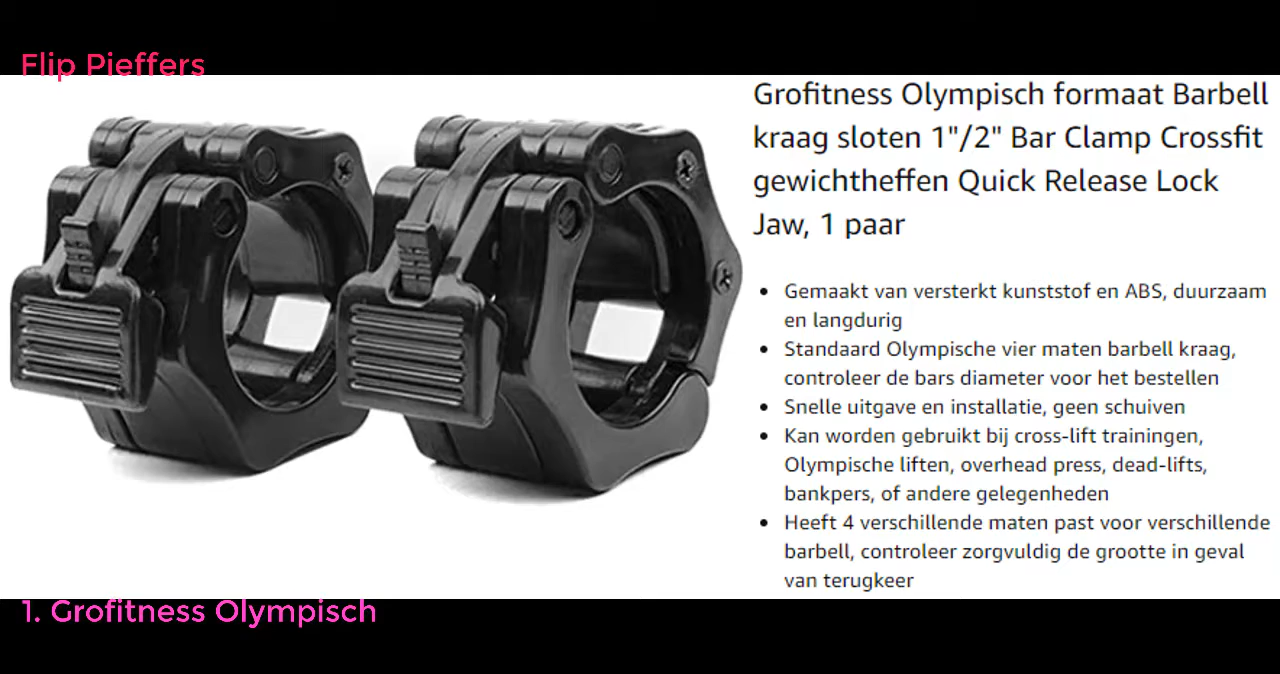 Flip Pieffers
Grofitness Olympisch formaat Barbell
kraag sloten 1"/2" Bar Clamp Crossfit
gewichtheffen Quick Release Lock
Jaw, 1 paar
• Gemaakt van versterkt kunststof en ABS, duurzaam
en langdurig
• Standaard Olympische vier maten barbell kraag,
controleer de bars diameter voor het bestellen
• Snelle uitgave en installatie, geen schuiven
• Kan worden gebruikt bij cross-lift trainingen,
Olympische liften, overhead press, dead-lifts,
bankpers, of andere gelegenheden
• Heeft 4 verschillende maten past voor verschillende
barbell, controleer zorgvuldig de grootte in geval
van terugkeer
1. Grofitness Olympisch